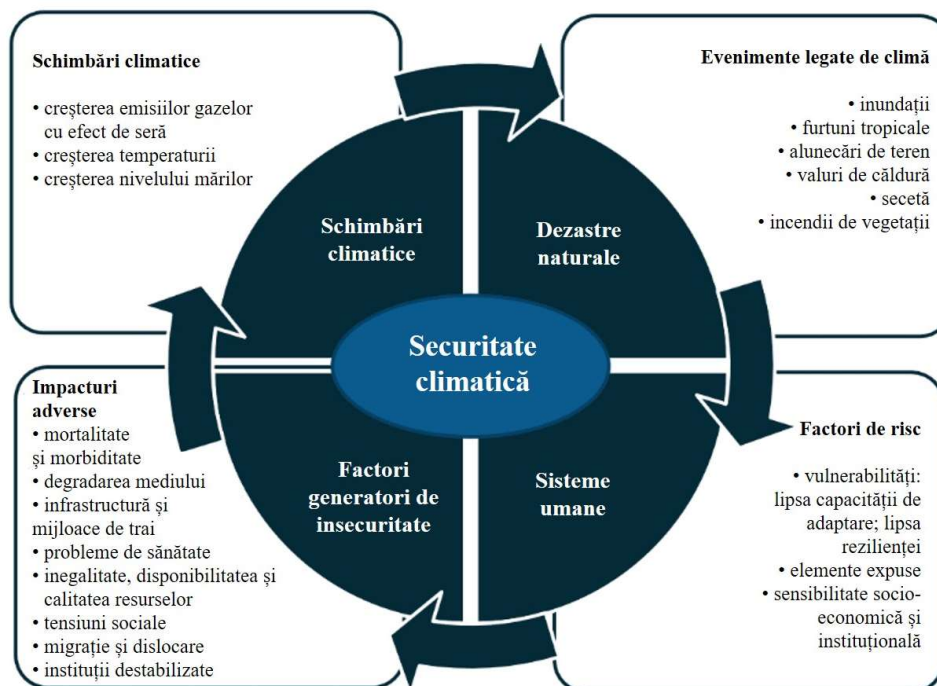 Schimbări climatice
• creșterea emisiilor gazelor
cu efect de seră
• creșterea temperaturii
• creșterea nivelului mărilor
Evenimente legate de climă
• inundații
• furtuni tropicale
• alunecări de teren
• valuri de căldură
• secetă
• incendii de vegetații
Schimbări
climatice
Dezastre
naturale
Securitate
climatică
Factori
generatori de
insecuritate
Sisteme
umane
Impacturi
adverse
• mortalitate
și morbiditate
• degradarea mediului
• infrastructură și
mijloace de trai
• probleme de sănătate
• inegalitate, disponibilitatea și
calitatea resurselor
• tensiuni sociale
• migrație și dislocare
• instituții destabilizate
Factori de risc
• vulnerabilități:
lipsa capacității de
adaptare; lipsa
rezilienței
• elemente expuse
• sensibilitate socio-
economică și
instituțională